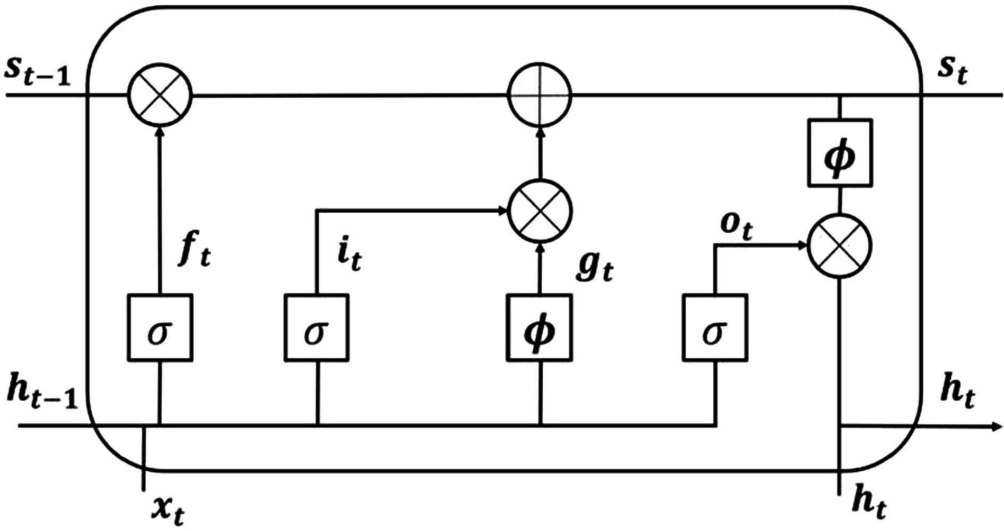 s_{t-1}
s_t
ϕ
f_t
i_t
g_t
o_t
σ
σ
ϕ
σ
h_{t-1}
h_t
x_t
h_t